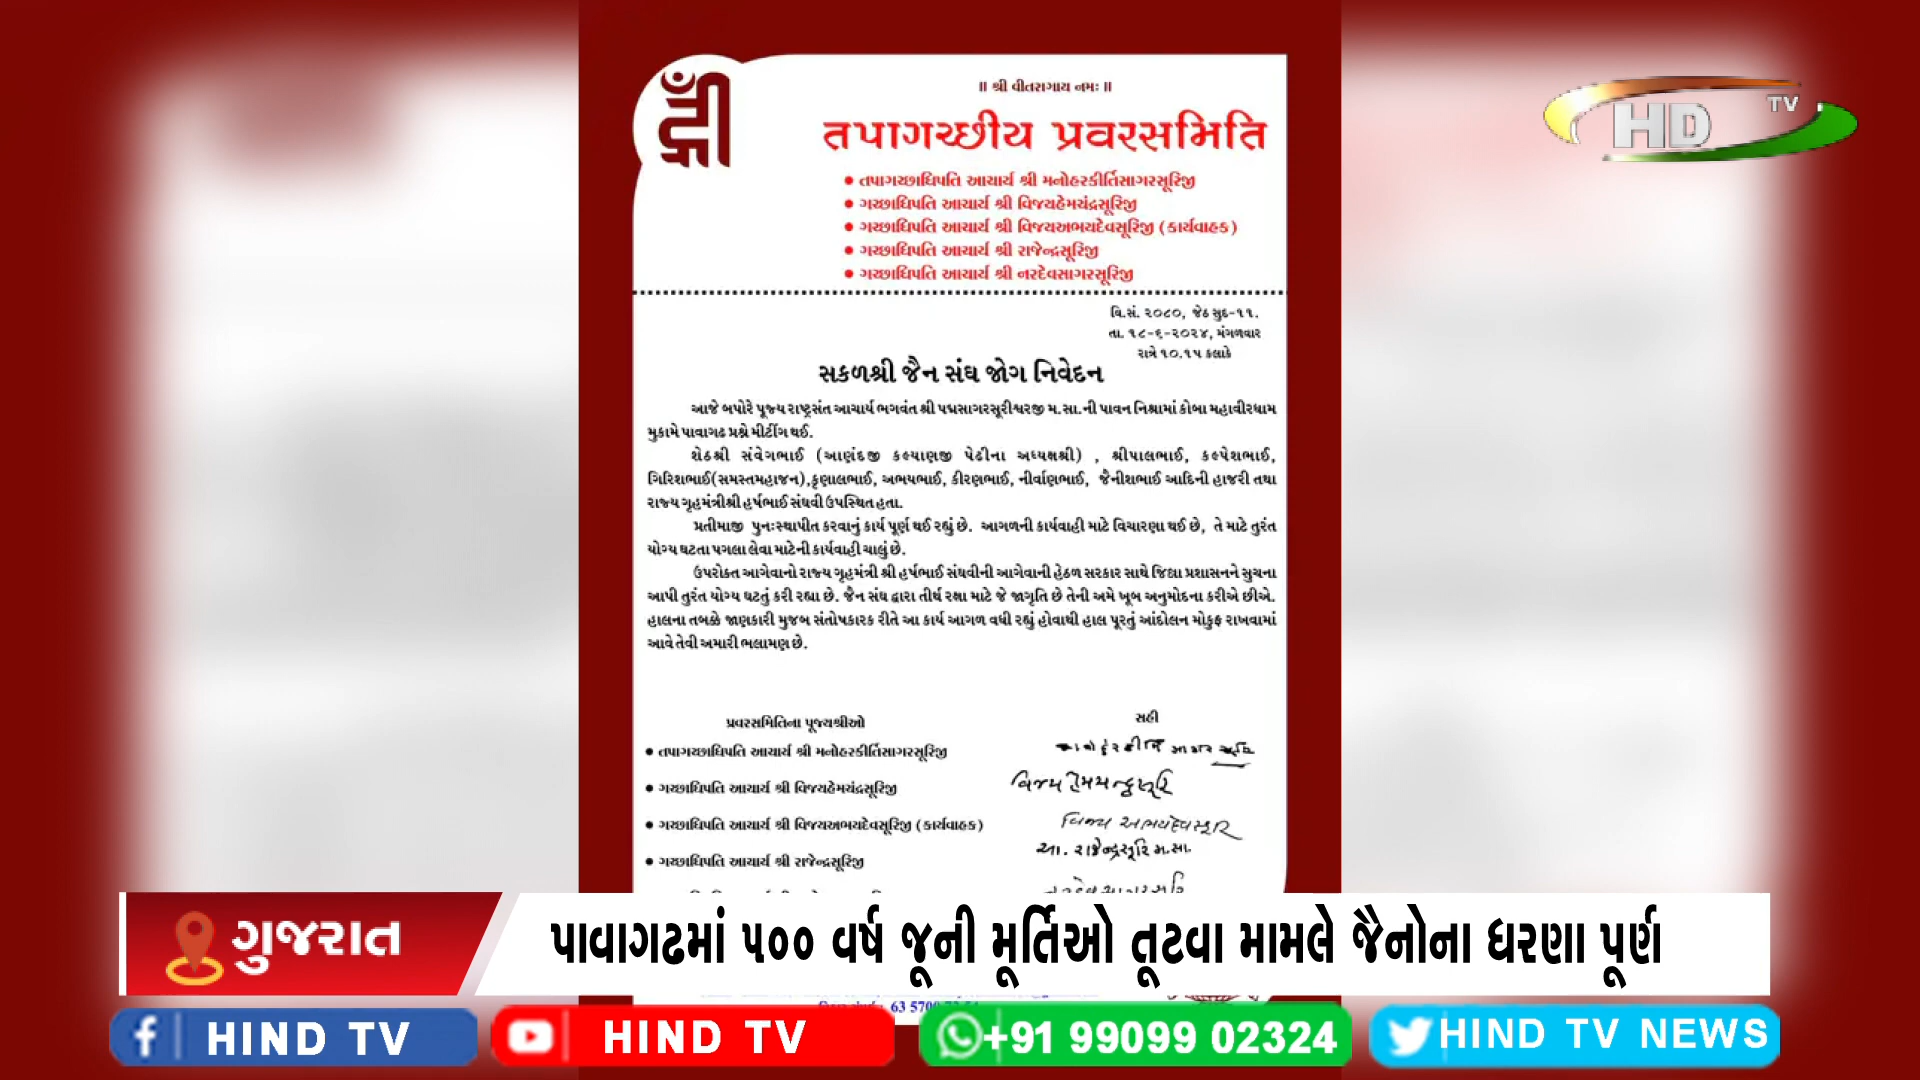 ॥ શ્રી વીતરાગાય નમઃ ॥
તપાગચ્છીય પ્રવરસમિતિ
● તપાગચ્છાધિપતિ આચાર્ય શ્રી મનોહરકીર્તિસાગરસૂરિજી
● ગચ્છાધિપતિ આચાર્ય શ્રી વિજયહેમચંદ્રસૂરિજી
● ગચ્છાધિપતિ આચાર્ય શ્રી વિજયઅભયદેવસૂરિજી (કાર્યવાહક)
● ગચ્છાધિપતિ આચાર્ય શ્રી રાજેન્દ્રસૂરિજી
● ગચ્છાધિપતિ આચાર્ય શ્રી નરદેવસાગરસૂરિજી
HD TV
વિ.સં. ૨૦૮૦, જેઠ સુદ-૧૧.
તા. ૧૮-૬-૨૦૨૪, મંગળવાર
રાત્રે ૧૦.૧૫ કલાકે
સકળશ્રી જૈન સંઘ જોગ નિવેદન
આજે બપોરે પૂજ્ય રાષ્ટ્રસંત આચાર્ય ભગવંત શ્રી પદ્મસાગરસૂરીશ્વરજી મ.સા.ની પાવન નિશ્રામાં કોબા મહાવીરધામ
મુકામે પાવાગઢ પ્રશ્ને મીટીંગ થઈ.
શેઠશ્રી સંવેગભાઈ (આણંદજી કલ્યાણજી પેઢીના અધ્યક્ષશ્રી) , શ્રીપાલભાઈ, કલ્પેશભાઈ,
ગિરિશભાઈ(સમસ્તમહાજન),કૃણાલભાઈ, અભયભાઈ, કીરણભાઈ, નીર્વાણભાઈ, જૈનીશભાઈ આદિની હાજરી તથા
રાજ્ય ગૃહમંત્રીશ્રી હર્ષભાઈ સંઘવી ઉપસ્થિત હતા.
પ્રતીમાજી પુનઃસ્થાપીત કરવાનું કાર્ય પૂર્ણ થઈ રહ્યું છે. આગળની કાર્યવાહી માટે વિચારણા થઈ છે, તે માટે તુરંત
યોગ્ય ઘટતા પગલા લેવા માટેની કાર્યવાહી ચાલું છે.
ઉપરોક્ત આગેવાનો રાજ્ય ગૃહમંત્રી શ્રી હર્ષભાઈ સંઘવીની આગેવાની હેઠળ સરકાર સાથે જિલ્લા પ્રશાસનને સુચના
આપી તુરંત યોગ્ય ઘટતું કરી રહ્યા છે. જૈન સંઘ દ્વારા તીર્થ રક્ષા માટે જે જાગૃતિ છે તેની અમે ખૂબ અનુમોદના કરીએ છીએ.
હાલના તબક્કે જાણકારી મુજબ સંતોષકારક રીતે આ કાર્ય આગળ વધી રહ્યું હોવાથી હાલ પૂરતું આંદોલન મોકુફ રાખવામાં
આવે તેવી અમારી ભલામણ છે.
પ્રવરસમિતિના પૂજ્યશ્રીઓ સહી
● તપાગચ્છાધિપતિ આચાર્ય શ્રી મનોહરકીર્તિસાગરસૂરિજી
● ગચ્છાધિપતિ આચાર્ય શ્રી વિજયહેમચંદ્રસૂરિજી વિજય હેમચન્દ્રસૂરિ
● ગચ્છાધિપતિ આચાર્ય શ્રી વિજયઅભયદેવસૂરિજી (કાર્યવાહક) વિજય અભયદેવસૂરિ
● ગચ્છાધિપતિ આચાર્ય શ્રી રાજેન્દ્રસૂરિજી આ. રાજેન્દ્રસૂરિ મ.સા.
ગુજરાત
પાવાગઢમાં ૫૦૦ વર્ષ જૂની મૂર્તિઓ તૂટવા મામલે જૈનોના ધરણા પૂર્ણ
HIND TV
HIND TV
+91 99099 02324
HIND TV NEWS